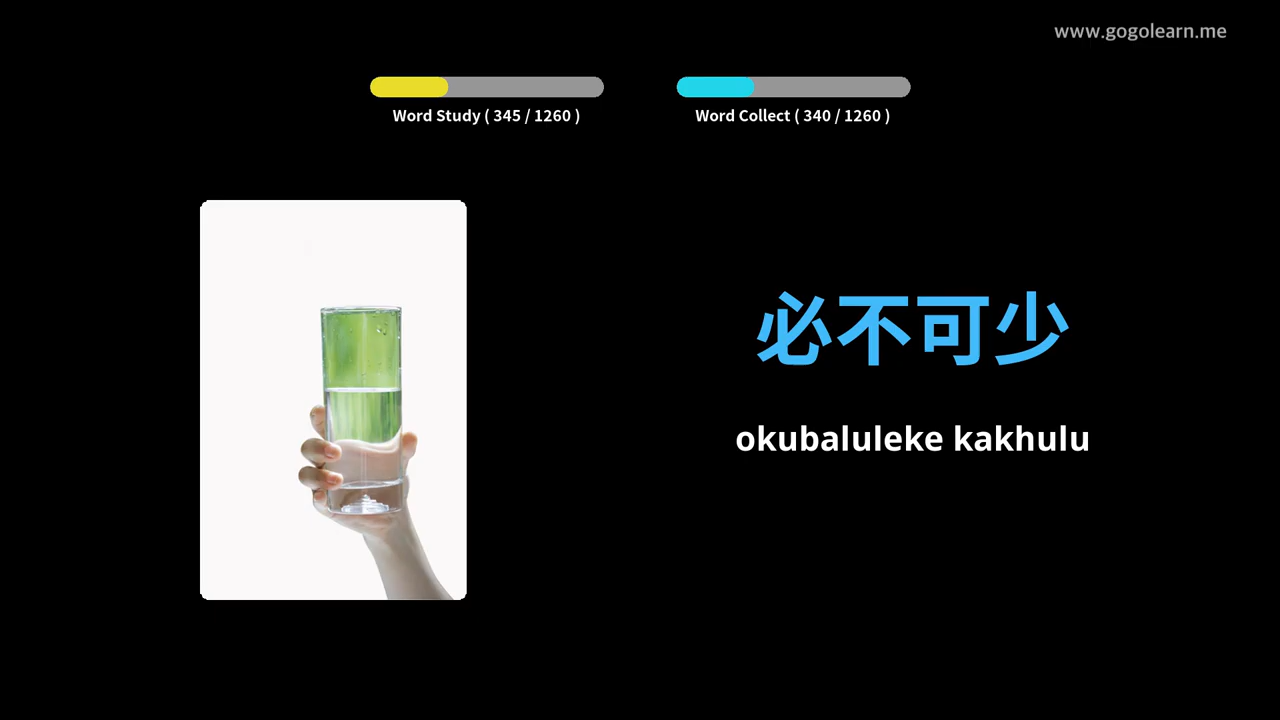 www.gogolearn.me
Word Study ( 345 / 1260 )
Word Collect ( 340 / 1260 )
必不可少
okubaluleke kakhulu